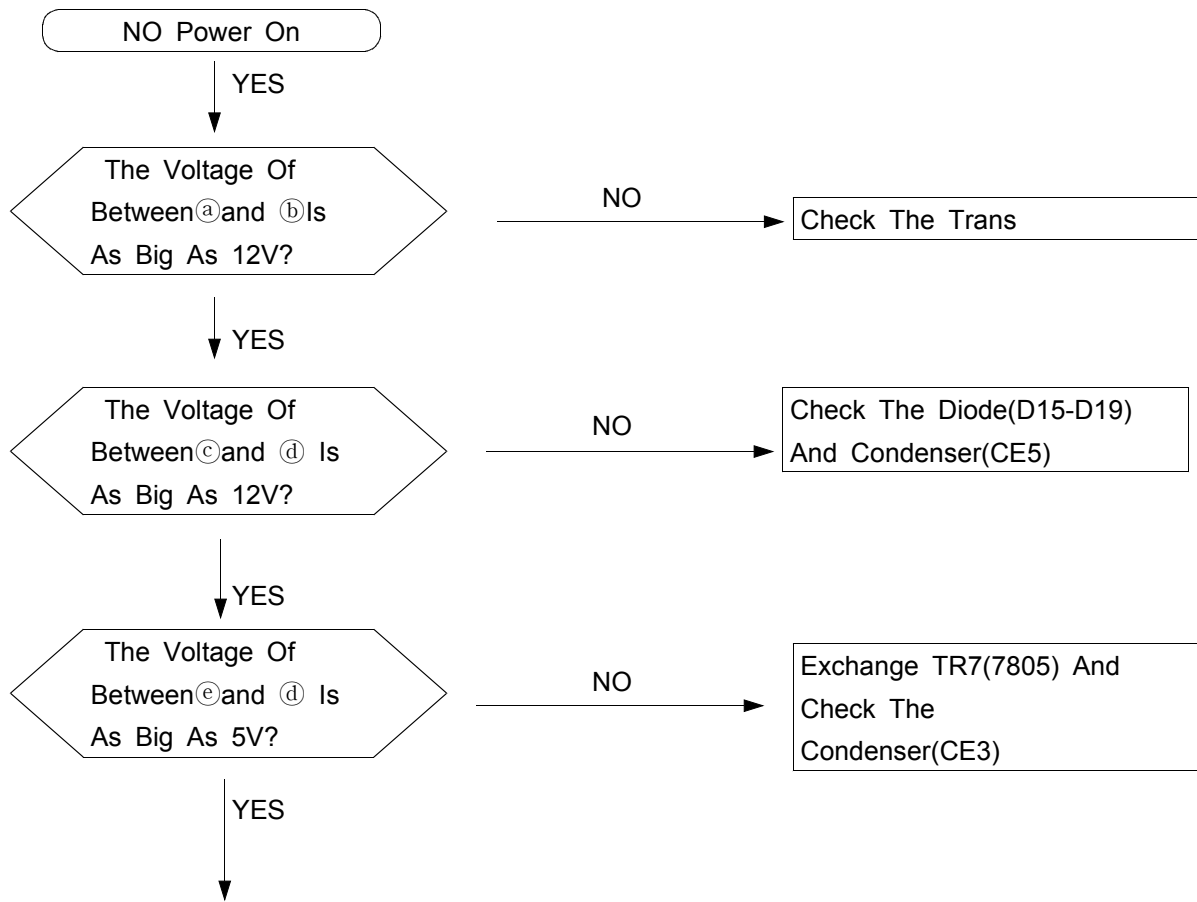 NO Power On
YES
The Voltage Of
Betweenⓐand ⓑIs
As Big As 12V?
NO
Check The Trans
YES
The Voltage Of
Betweenⓒand ⓓ Is
As Big As 12V?
NO
Check The Diode(D15-D19)
And Condenser(CE5)
YES
The Voltage Of
Betweenⓔand ⓓ Is
As Big As 5V?
NO
Exchange TR7(7805) And
Check The
Condenser(CE3)
YES